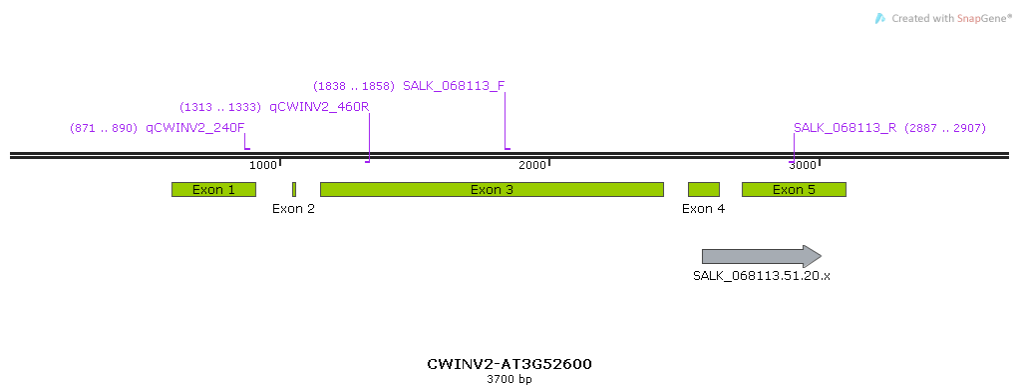 Created with SnapGene®
(1838 .. 1858) SALK_068113_F
(1313 .. 1333) qCWINV2_460R
(871 .. 890) qCWINV2_240F
SALK_068113_R (2887 .. 2907)
1000 2000 3000
Exon 1 Exon 3 Exon 5
Exon 2 Exon 4
SALK_068113.51.20.x
CWINV2-AT3G52600
3700 bp